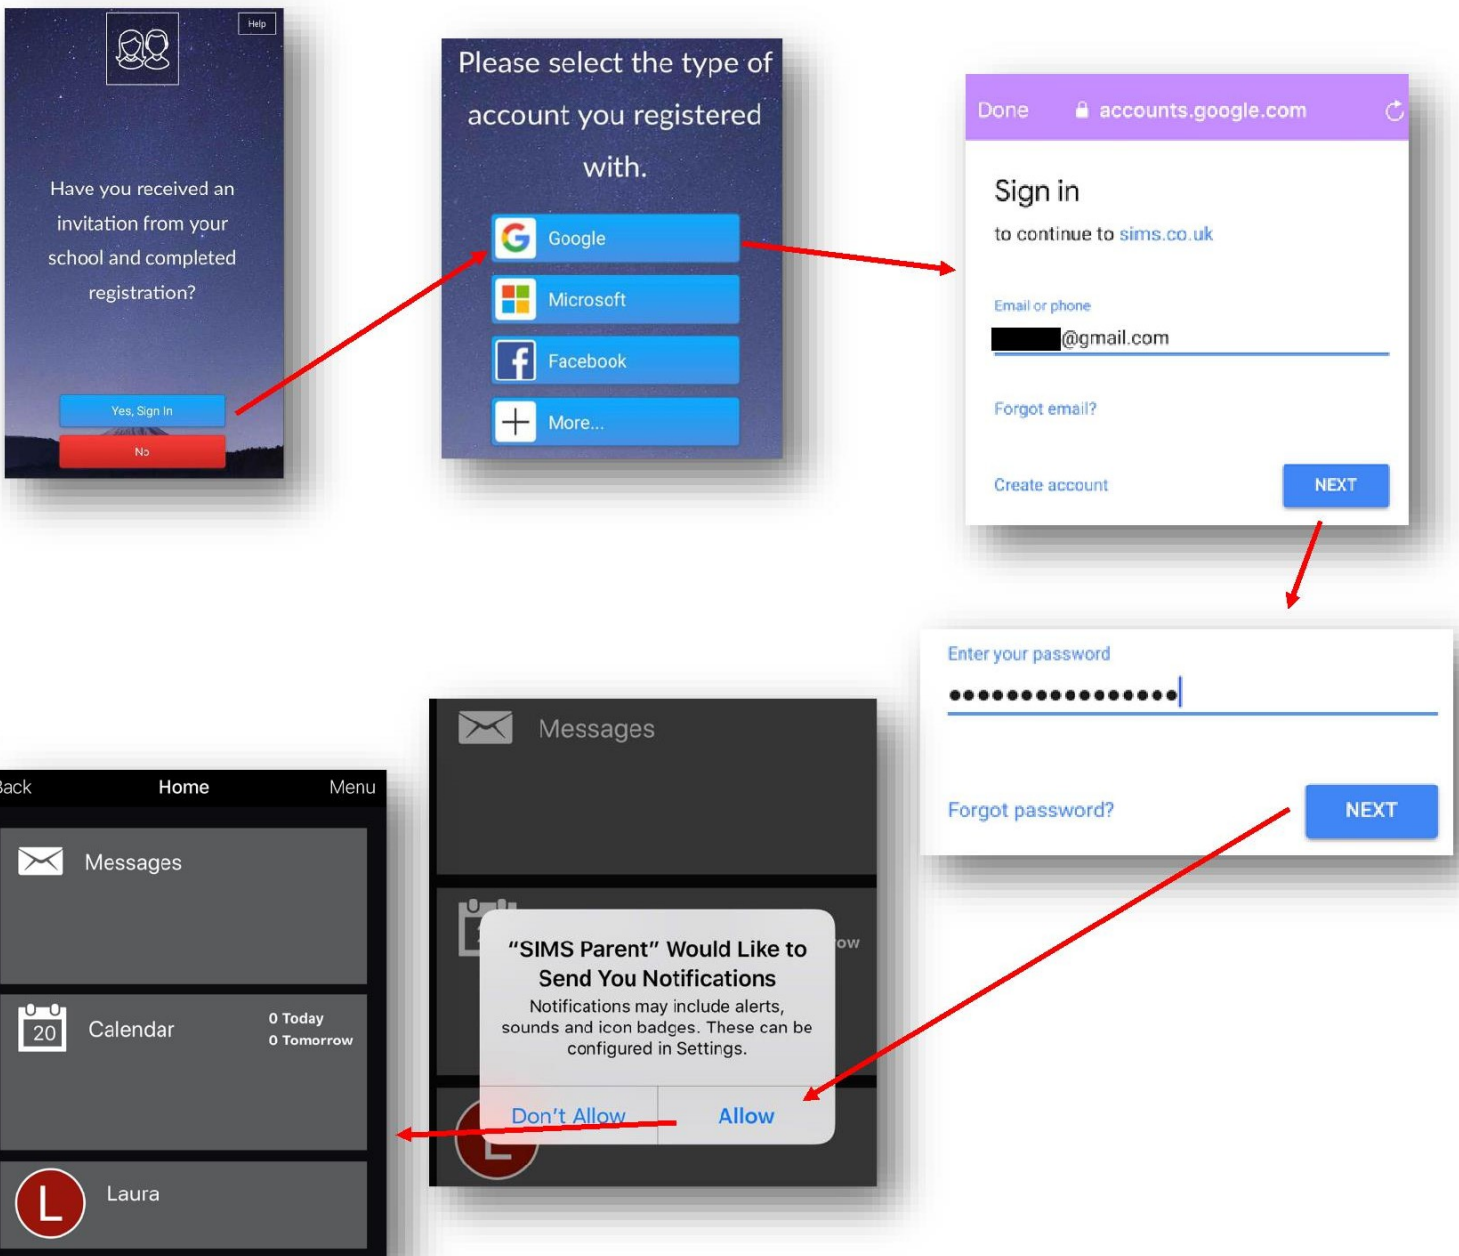 Help
Have you received an
invitation from your
school and completed
registration?
Yes, Sign In
No
Please select the type of
account you registered
with.
Google
Microsoft
Facebook
More...
Done
accounts.google.com
Sign in
to continue to sims.co.uk
Email or phone
@gmail.com
Forgot email?
Create account
NEXT
Enter your password
Forgot password?
NEXT
Messages
"SIMS Parent" Would Like to
Send You Notifications
Notifications may include alerts,
sounds and icon badges. These can be
configured in Settings.
Don't Allow
Allow
L
Home
Menu
Messages
20
Calendar
0 Today
0 Tomorrow
L
Laura